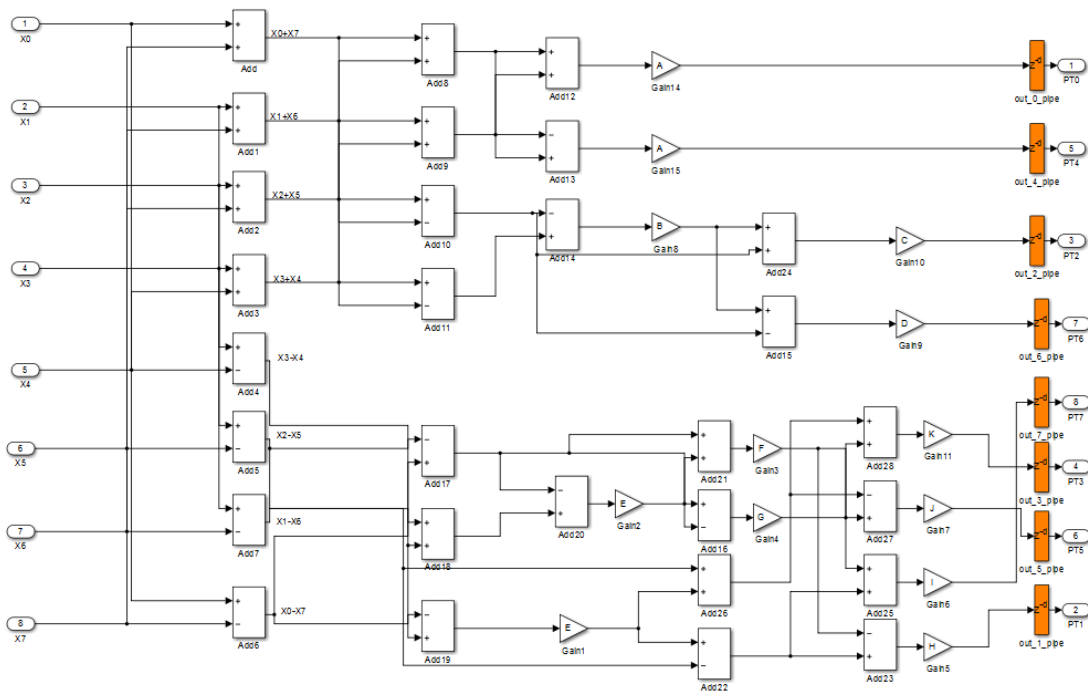 1
X0
2
X1
3
X2
4
X3
5
X4
6
X5
7
X6
8
X7
+
+
Add
X0+X7
+
+
Add1
X1+X6
+
+
Add2
X2+X5
+
+
Add3
X3+X4
+
−
Add4
X3-X4
+
−
Add5
X2-X5
+
−
Add7
X1-X6
+
−
Add6
X0-X7
+
+
Add8
+
+
Add9
+
−
Add10
+
−
Add11
−
+
Add17
+
+
Add18
−
+
Add19
+
+
Add12
−
+
Add13
−
+
Add14
−
+
Add20
A
Gain14
A
Gain15
B
Gain8
E
Gain2
E
Gain1
+
+
Add24
+
−
Add15
+
+
Add21
+
−
Add16
+
+
Add26
+
−
Add22
F
Gain3
G
Gain4
C
Gain10
D
Gain9
+
+
Add28
−
+
Add27
+
+
Add25
−
+
Add23
K
Gain11
J
Gain7
I
Gain6
H
Gain5
z-d
out_0_pipe
1
PT0
z-d
out_4_pipe
5
PT4
z-d
out_2_pipe
3
PT2
z-d
out_6_pipe
7
PT6
z-d
out_7_pipe
8
PT7
z-d
out_3_pipe
4
PT3
z-d
out_5_pipe
6
PT5
z-d
out_1_pipe
2
PT1